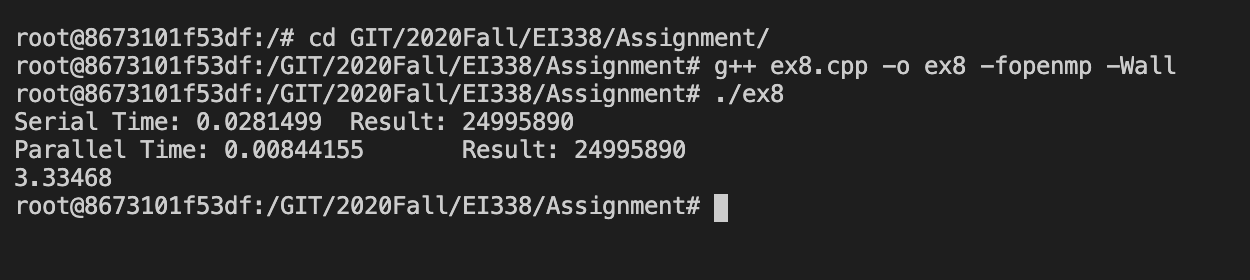 root@8673101f53df:/# cd GIT/2020Fall/EI338/Assignment/
root@8673101f53df:/GIT/2020Fall/EI338/Assignment# g++ ex8.cpp -o ex8 -fopenmp -Wall
root@8673101f53df:/GIT/2020Fall/EI338/Assignment# ./ex8
Serial Time: 0.0281499  Result: 24995890
Parallel Time: 0.00844155       Result: 24995890
3.33468
root@8673101f53df:/GIT/2020Fall/EI338/Assignment#